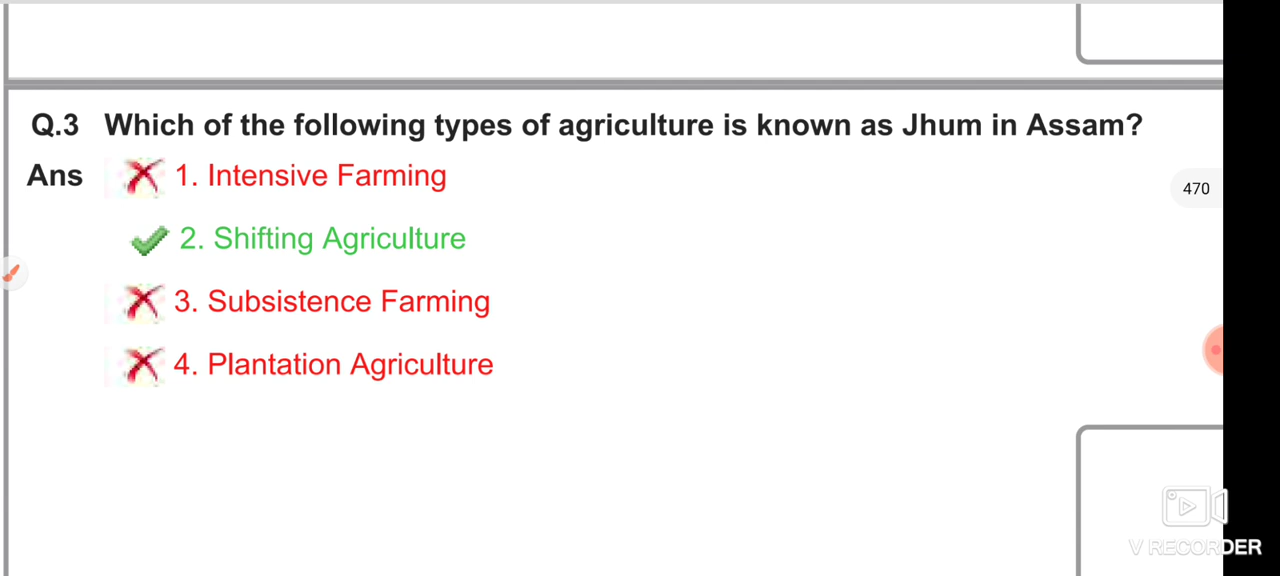 Q.3 Which of the following types of agriculture is known as Jhum in Assam?
Ans 1. Intensive Farming
470
2. Shifting Agriculture
3. Subsistence Farming
4. Plantation Agriculture
V RECORDER